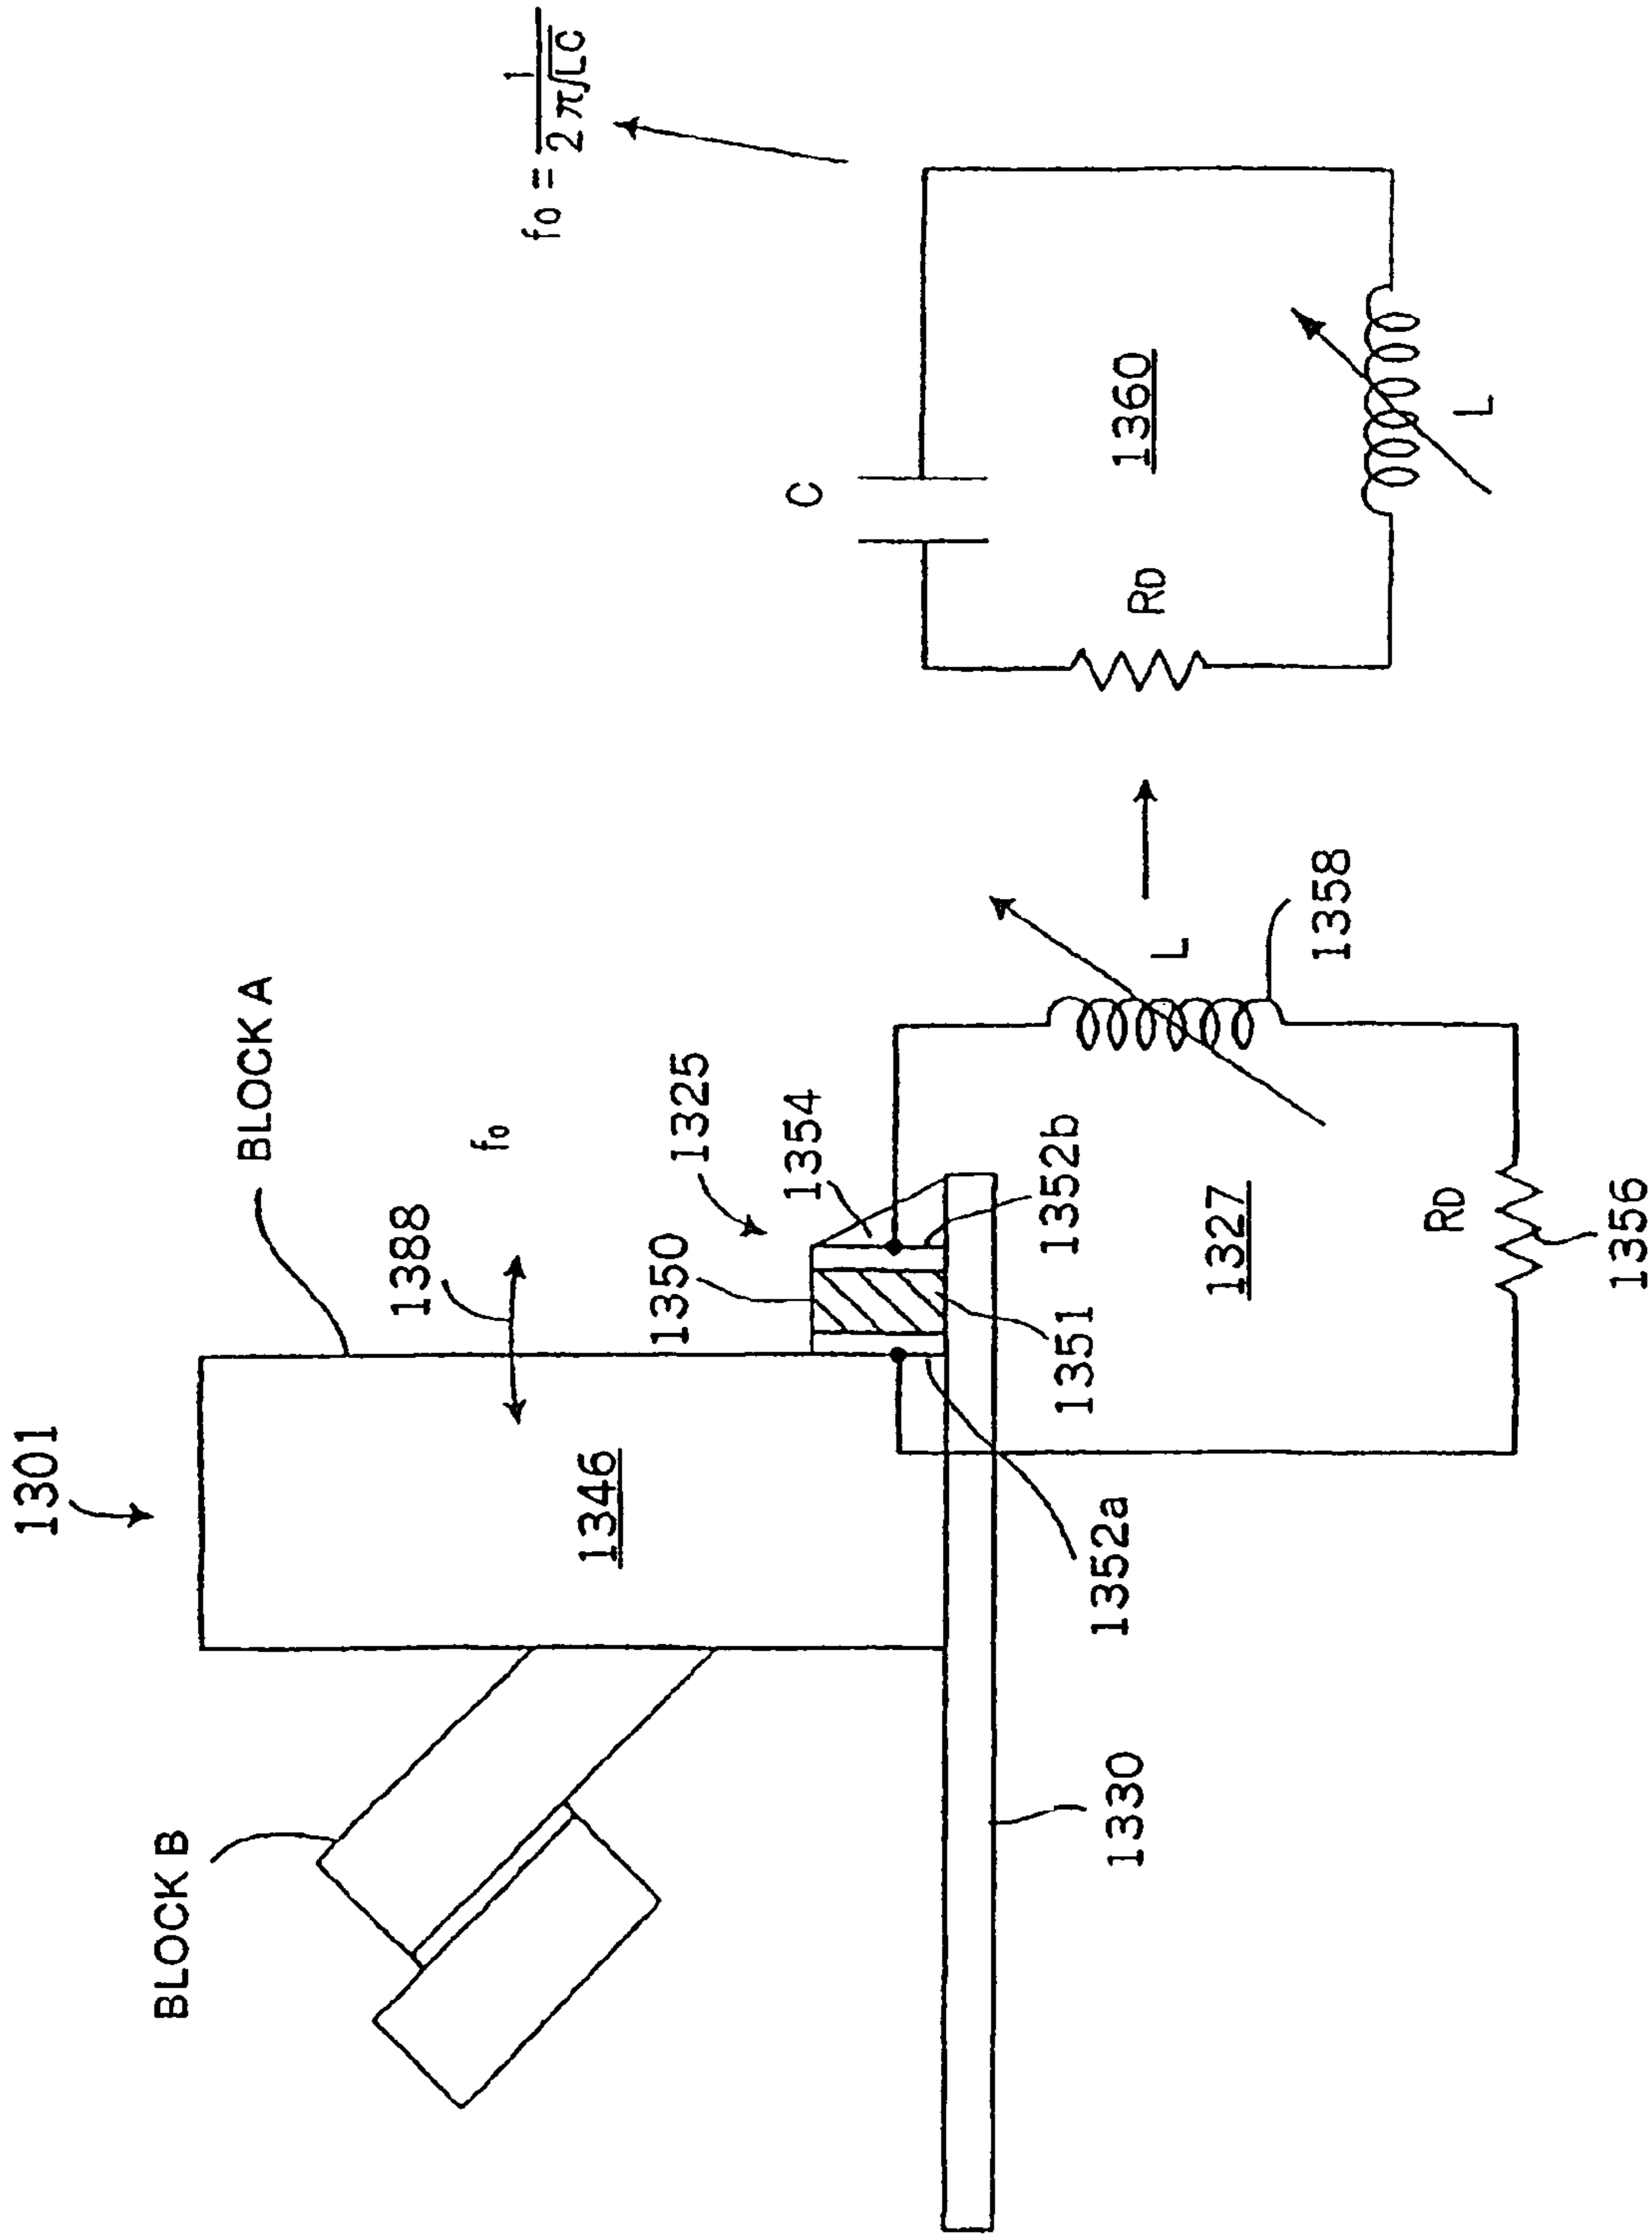 1301
BLOCK A
BLOCK B
1388
f₀
1346
1350
1325
1354
1352b
1351
1352a
1330
1327
L
1358
RD
1356
C
RD
1360
L
f₀ = 1 / 2π√LC